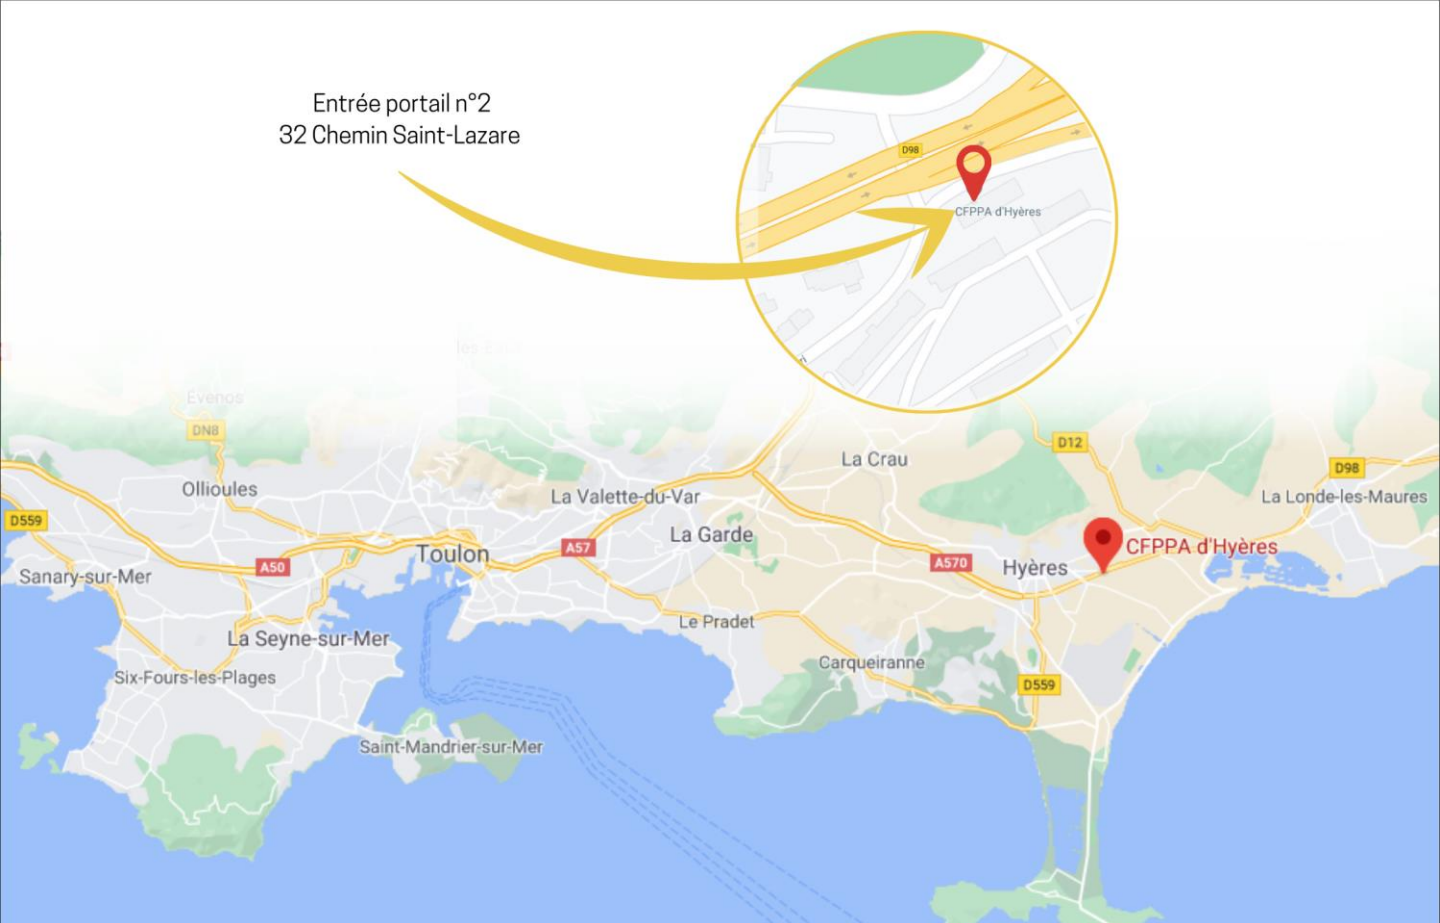 Entrée portail n°2
32 Chemin Saint-Lazare
D98
CFPPA d'Hyères
Evenos
DN8
D12
La Crau
D98
Ollioules
La Valette-du-Var
La Londe-les-Maures
D559
La Garde
A57
Toulon
CFPPA d'Hyères
A50
A570
Hyères
Sanary-sur-Mer
Le Pradet
La Seyne-sur-Mer
Carqueiranne
Six-Fours-les-Plages
D559
Saint-Mandrier-sur-Mer